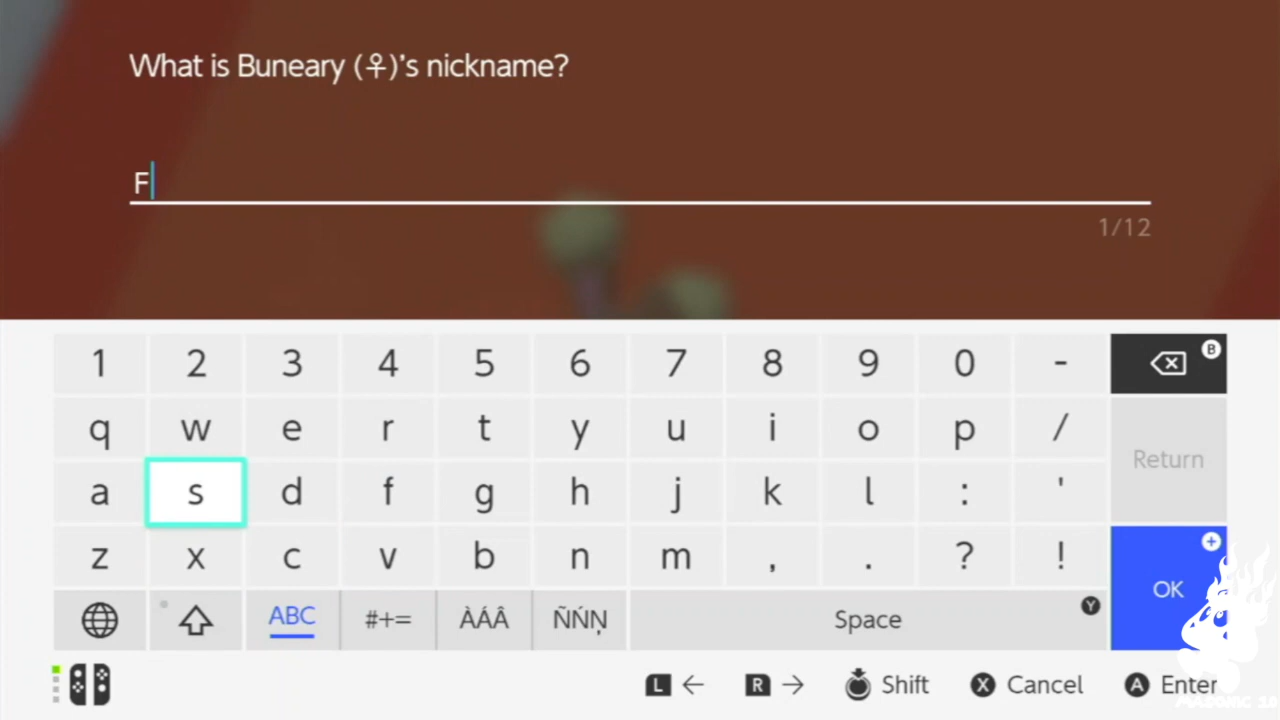 What is Buneary (♀)'s nickname?
F
1/12
1 2 3 4 5 6 7 8 9 0 - B
q w e r t y u i o p / Return
a s d f g h j k l : '
z x c v b n m , . ? ! + OK
ABC #+= ÀÁÂ ÑŃŅ Space Y
L ← R → Shift X Cancel A Enter